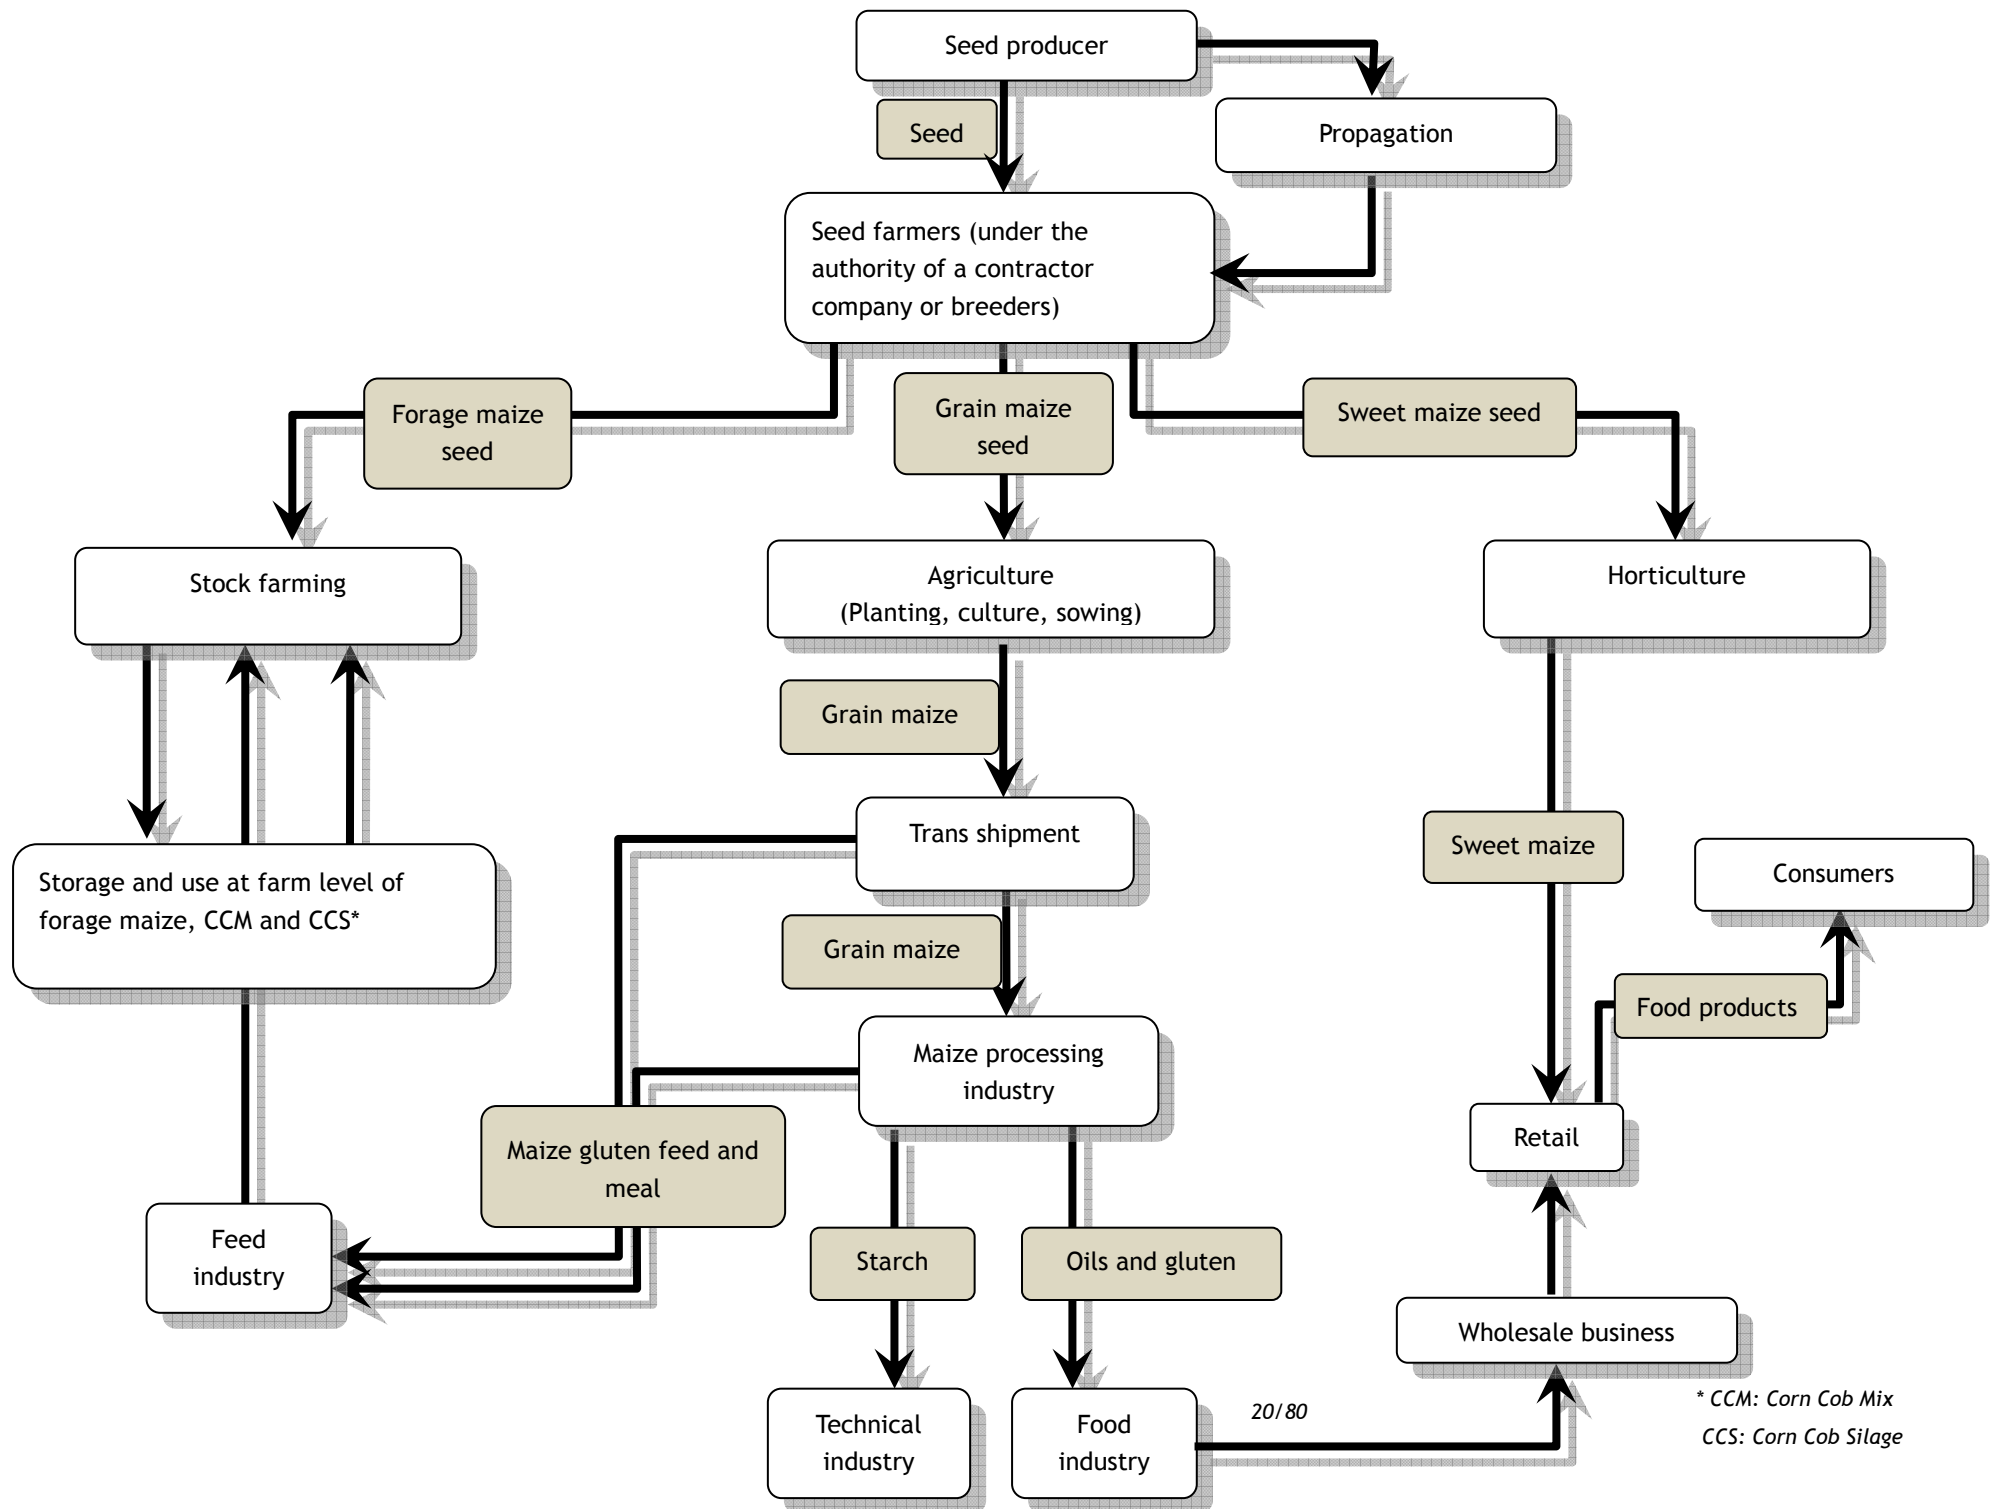 Seed producer
Seed
Propagation
Seed farmers (under the
authority of a contractor
company or breeders)
Forage maize
seed
Grain maize
seed
Sweet maize seed
Stock farming
Agriculture
(Planting, culture, sowing)
Horticulture
Grain maize
Trans shipment
Sweet maize
Consumers
Storage and use at farm level of
forage maize, CCM and CCS*
Grain maize
Food products
Maize processing
industry
Retail
Maize gluten feed and
meal
Feed
industry
Starch
Oils and gluten
Wholesale business
Technical
industry
Food
industry
20/80
* CCM: Corn Cob Mix
CCS: Corn Cob Silage